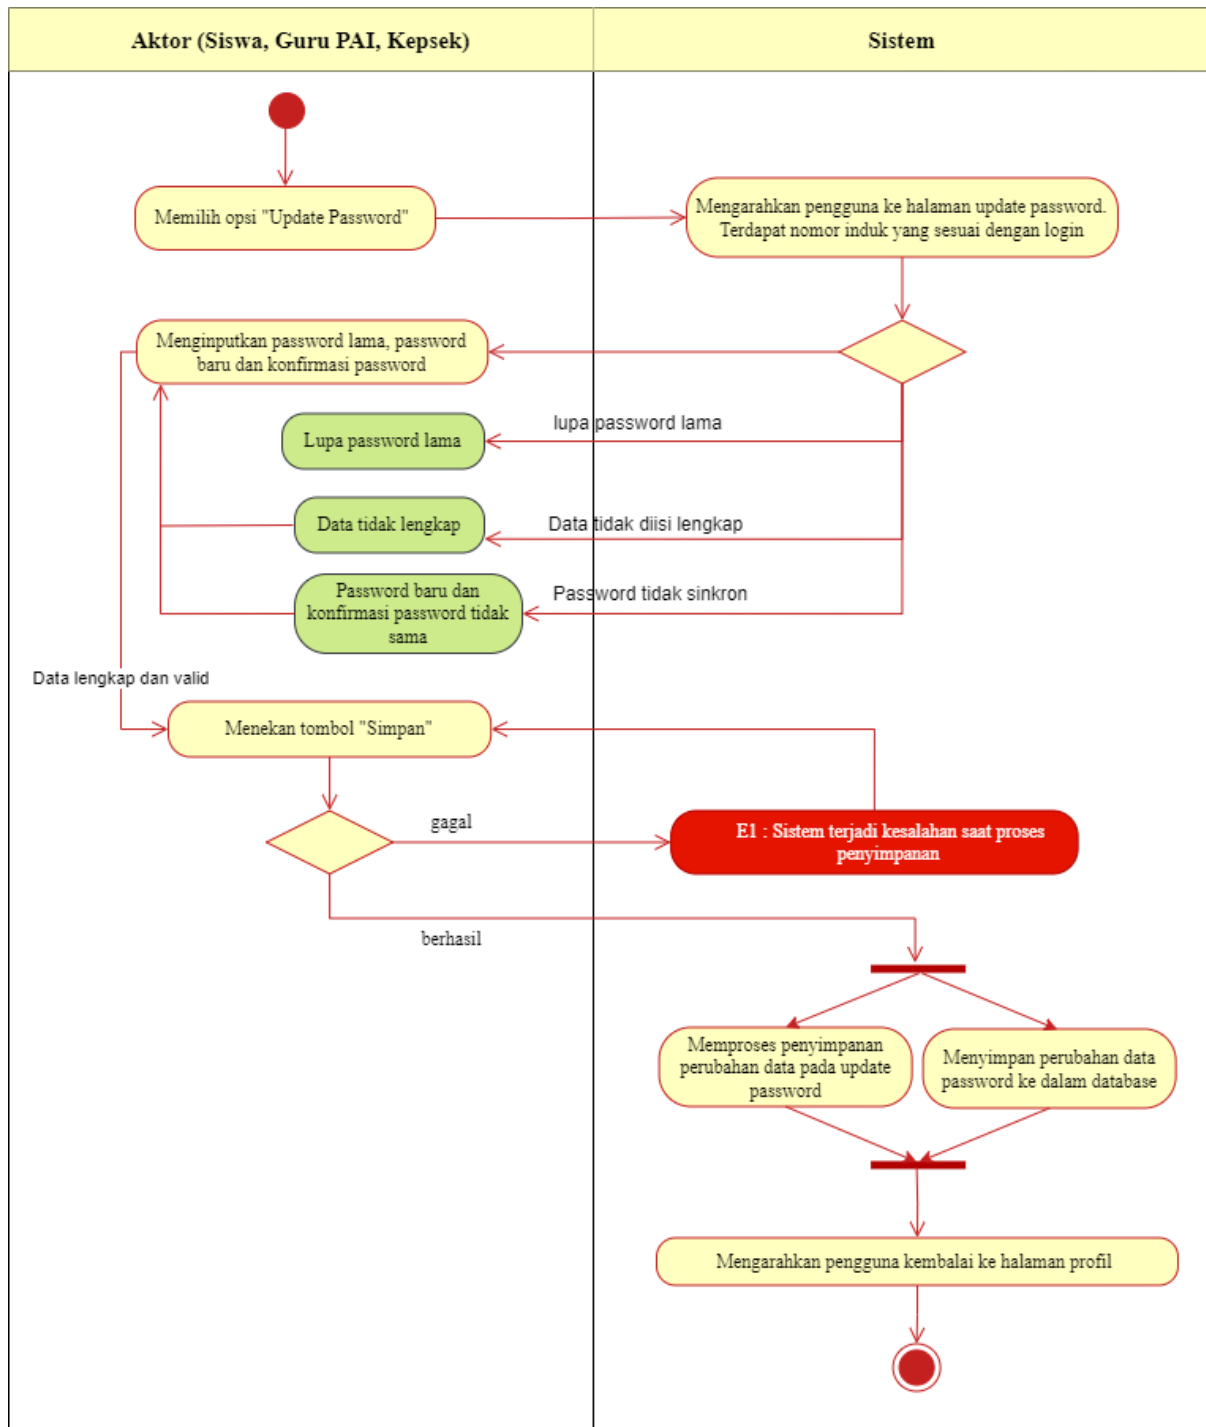 Aktor (Siswa, Guru PAI, Kepsek)
Sistem
Memilih opsi "Update Password"
Mengarahkan pengguna ke halaman update password.
Terdapat nomor induk yang sesuai dengan login
Menginputkan password lama, password
baru dan konfirmasi password
lupa password lama
Lupa password lama
Data tidak diisi lengkap
Data tidak lengkap
Password tidak sinkron
Password baru dan
konfirmasi password tidak
sama
Data lengkap dan valid
Menekan tombol "Simpan"
gagal
E1 : Sistem terjadi kesalahan saat proses
penyimpanan
berhasil
Memproses penyimpanan
perubahan data pada update
password
Menyimpan perubahan data
password ke dalam database
Mengarahkan pengguna kembalai ke halaman profil